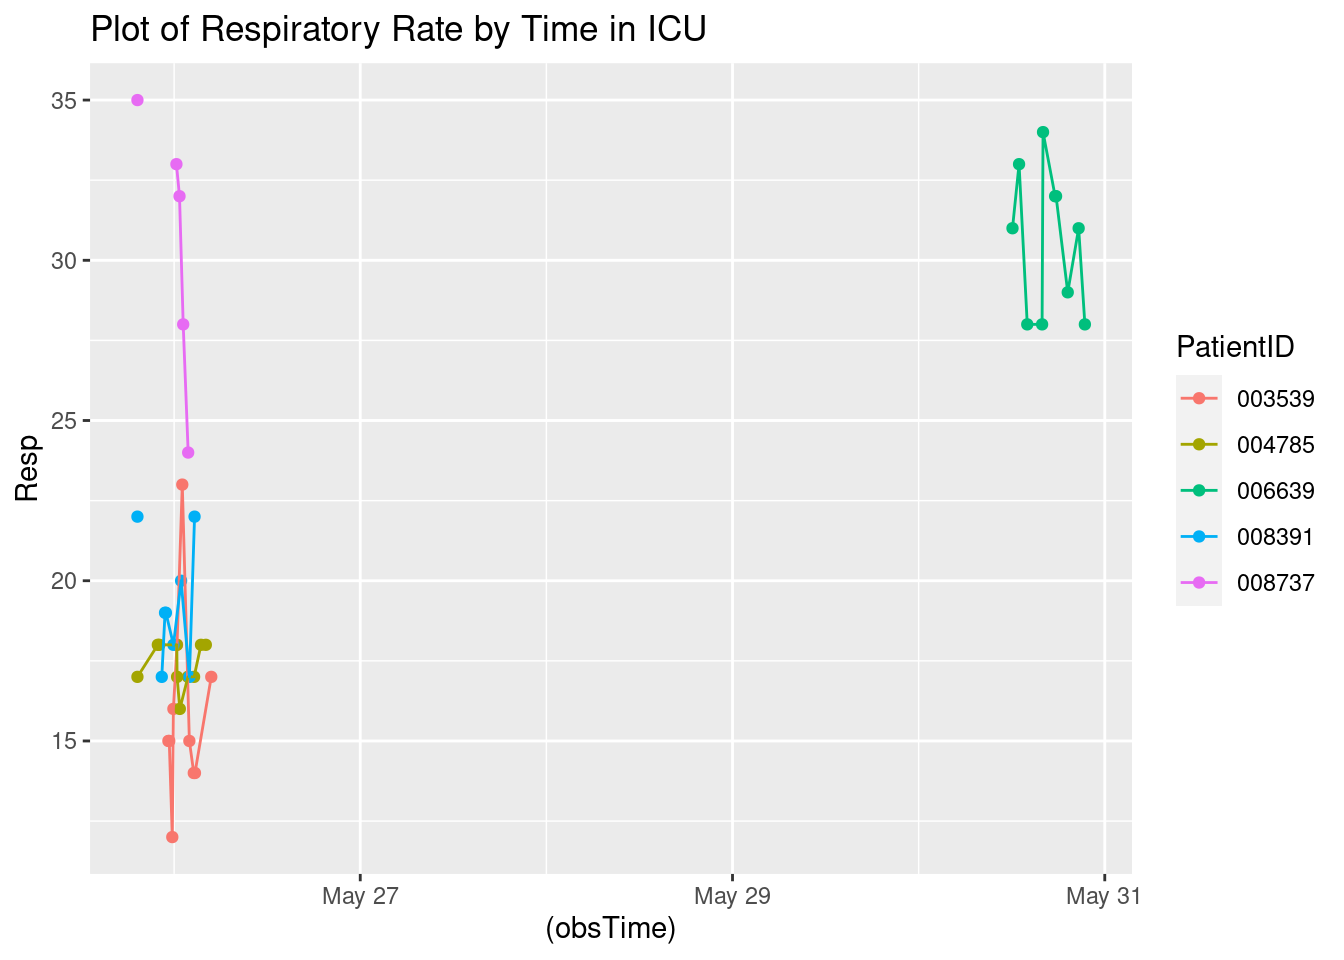 Plot of Respiratory Rate by Time in ICU
35
30
25
20
15
Resp
May 27
May 29
May 31
(obsTime)
PatientID
003539
004785
006639
008391
008737